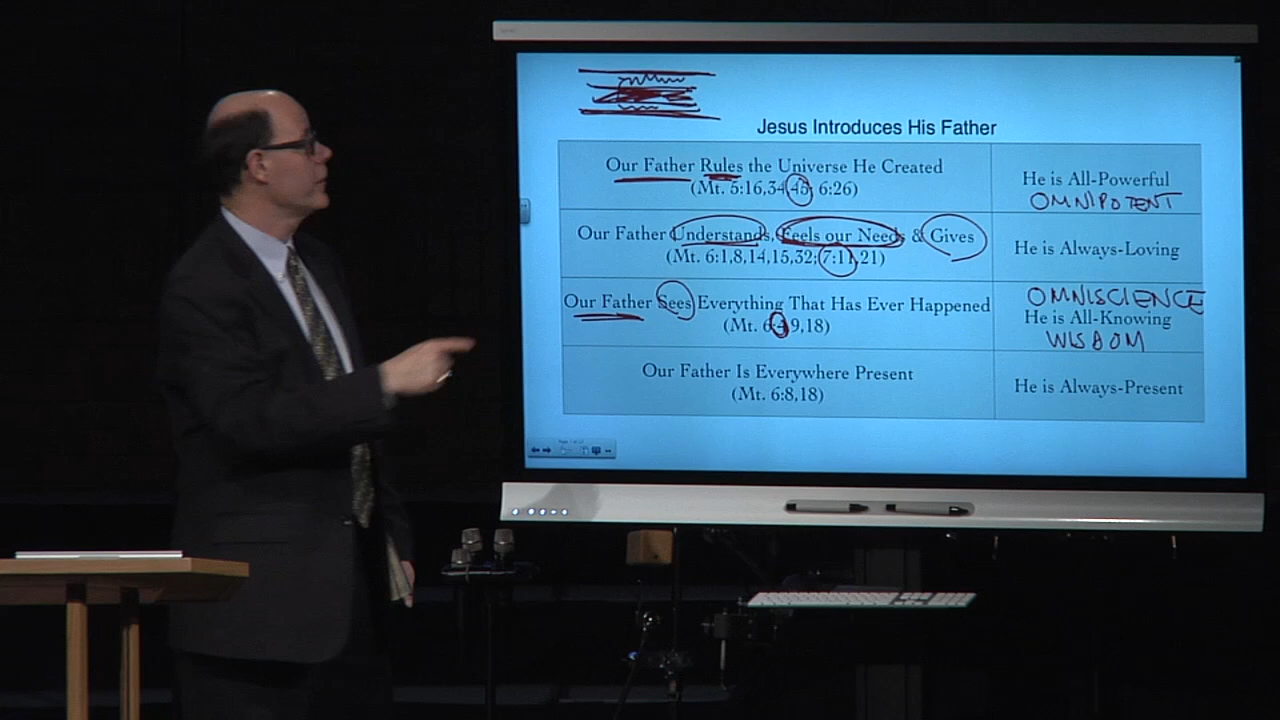 Jesus Introduces His Father
Our Father Rules the Universe He Created
(Mt. 5:16,34,45; 6:26)
He is All-Powerful
OMNIPOTENT
Our Father Understands, Feels our Needs & Gives
(Mt. 6:1,8,14,15,32; 7:11,21)
He is Always-Loving
Our Father Sees Everything That Has Ever Happened
(Mt. 6:4,9,18)
OMNISCIENCE
He is All-Knowing
WISDOM
Our Father Is Everywhere Present
(Mt. 6:8,18)
He is Always-Present